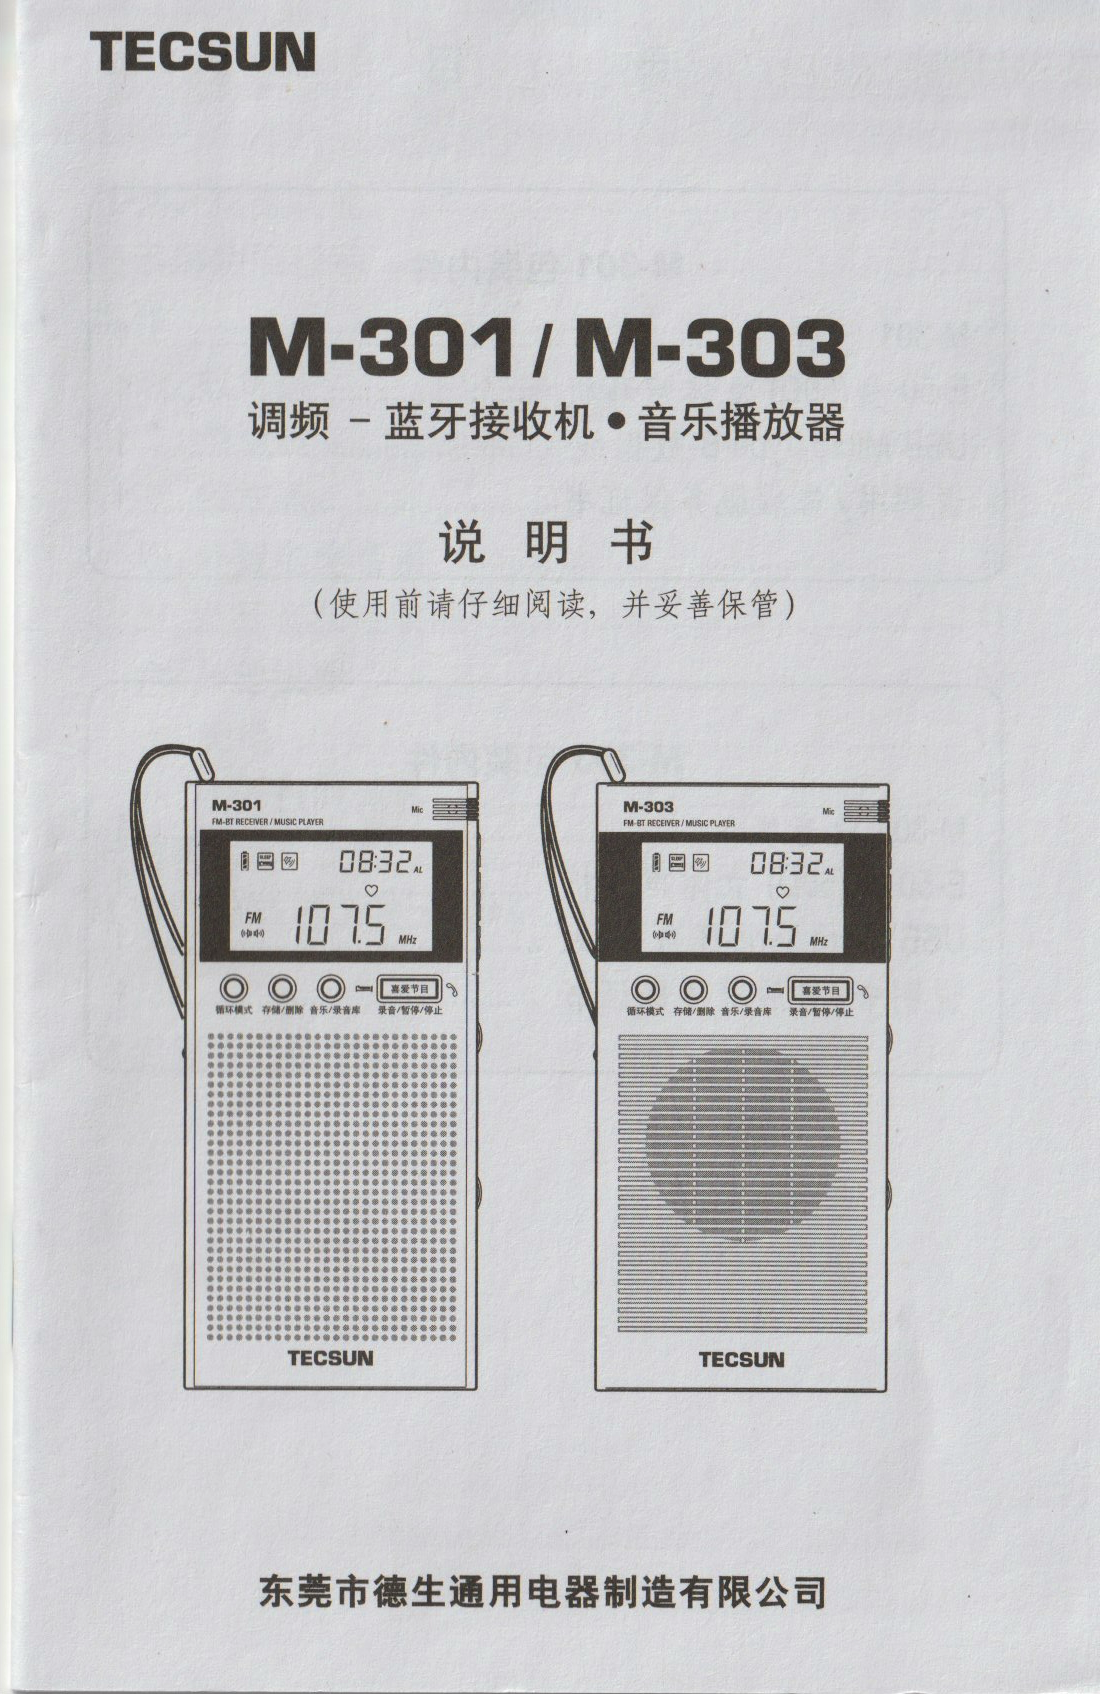 TECSUN
M-301 / M-303
调频 – 蓝牙接收机 • 音乐播放器
说 明 书
(使用前请仔细阅读，并妥善保管)
M-301
Mic
FM-BT RECEIVER / MUSIC PLAYER
SLEEP
08:32 AL
FM 107.5 MHz
喜爱节目
循环模式 存储/删除 音乐/录音库 录音/暂停/停止
TECSUN
M-303
Mic
FM-BT RECEIVER / MUSIC PLAYER
SLEEP
08:32 AL
FM 107.5 MHz
喜爱节目
循环模式 存储/删除 音乐/录音库 录音/暂停/停止
TECSUN
东莞市德生通用电器制造有限公司